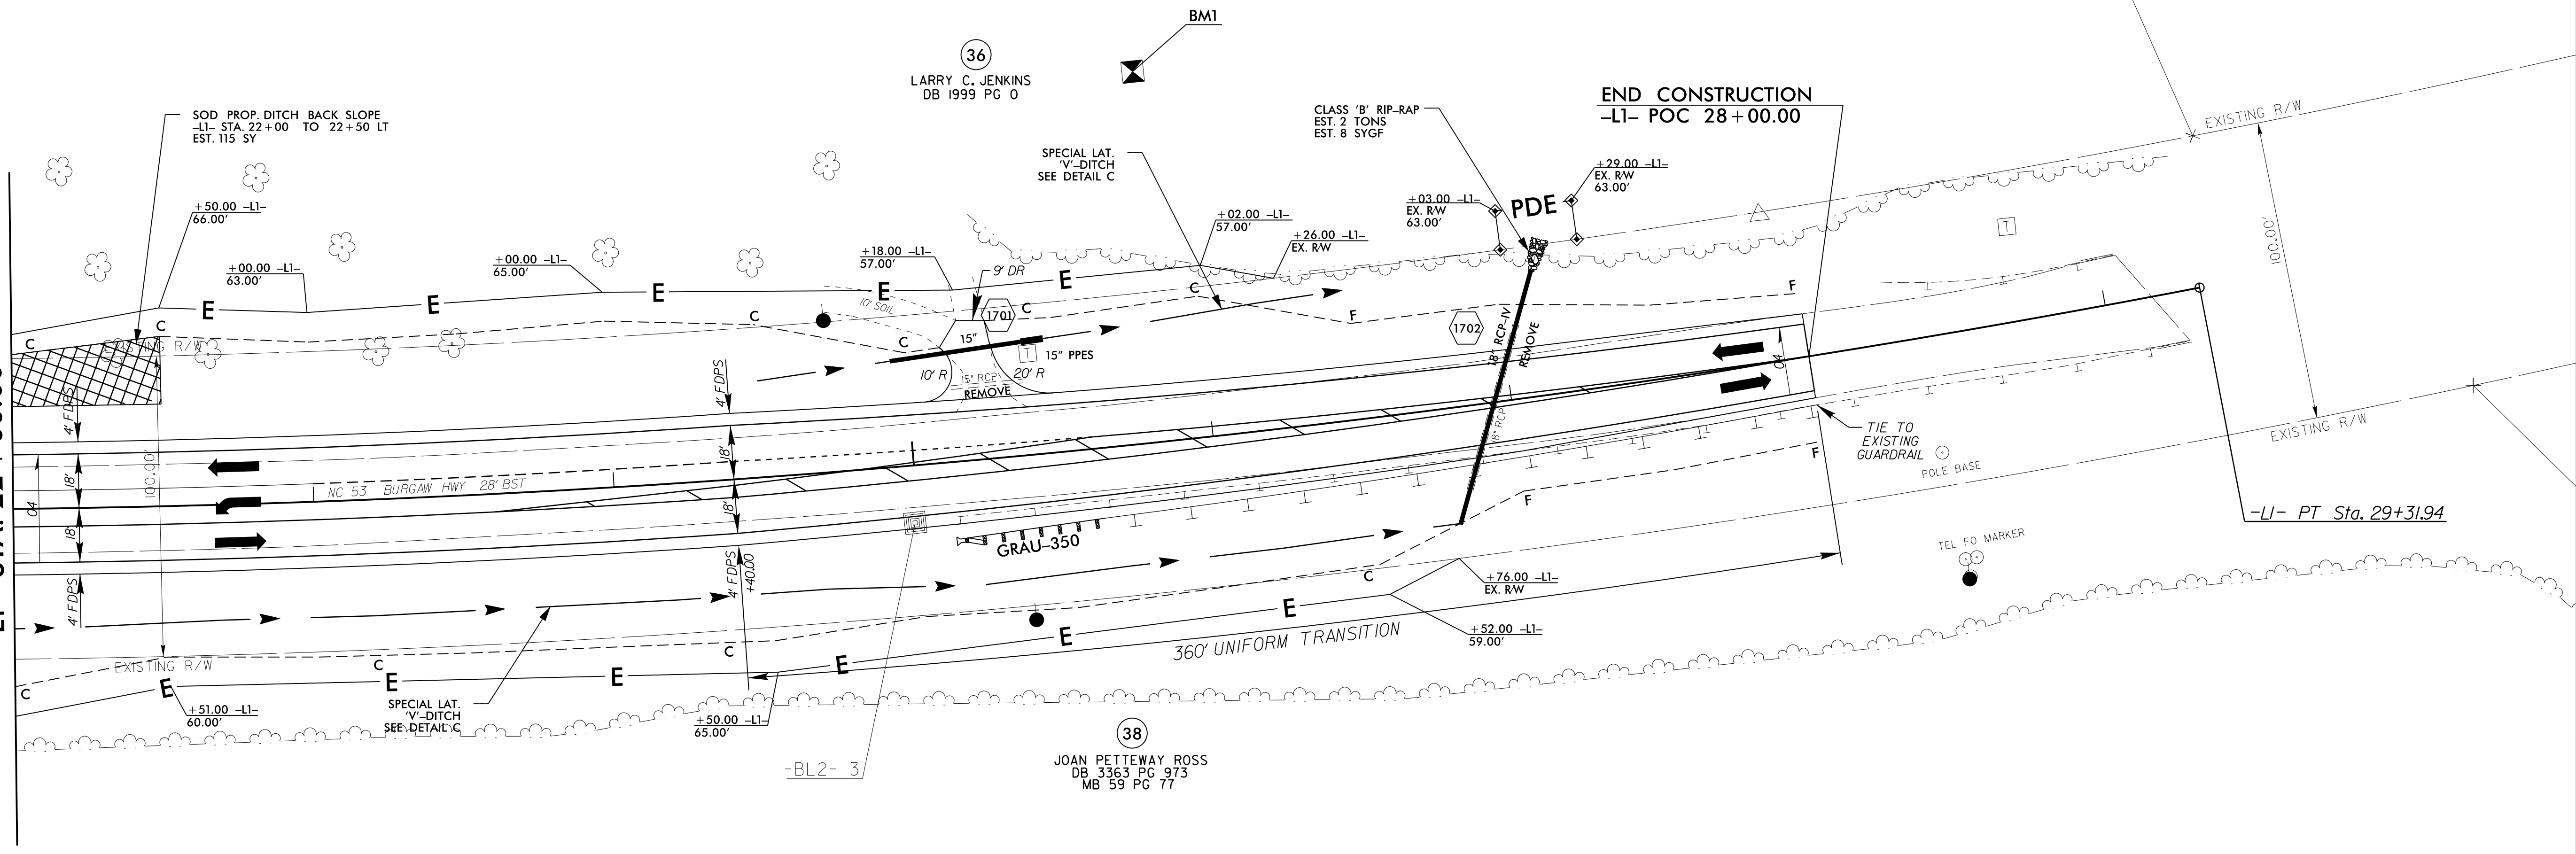 BM1
36
LARRY C. JENKINS
DB 1999 PG 0
SOD PROP. DITCH BACK SLOPE
-L1- STA. 22+00 TO 22+50 LT
EST. 115 SY
CLASS 'B' RIP-RAP
EST. 2 TONS
EST. 8 SYGF
END CONSTRUCTION
-L1- POC 28+00.00
EXISTING R/W
SPECIAL LAT.
'V'-DITCH
SEE DETAIL C
+29.00 -L1-
EX. R/W
63.00'
+03.00 -L1-
EX. R/W
63.00'
PDE
+50.00 -L1-
66.00'
+02.00 -L1-
57.00'
+26.00 -L1-
EX. R/W
+18.00 -L1-
57.00'
+00.00 -L1-
65.00'
+00.00 -L1-
63.00'
9' DR
10' SOIL
E
E
E
E
E
T
101.00'
C
C
C
C
C
C
F
F
1701
1702
15"
T
15" PPES
EXISTING R/W
10' R
20' R
15" RCP
REMOVE
18" RCP-IV
REMOVE
18" RCP
4' FDPS
4' FDPS
40
100.00'
18'
18'
18'
18'
40
NC 53 BURGAW HWY 28' BST
TIE TO
EXISTING
GUARDRAIL
POLE BASE
EXISTING R/W
F
F
-L1- PT Sta. 29+31.94
GRAU-350
TEL FO MARKER
4' FDPS
4' FDPS
+40.00
C
+76.00 -L1-
EX. R/W
+52.00 -L1-
59.00'
360' UNIFORM TRANSITION
EXISTING R/W
C
C
C
E
E
E
E
E
E
+51.00 -L1-
60.00'
SPECIAL LAT.
'V'-DITCH
SEE DETAIL C
+50.00 -L1-
65.00'
-BL2- 3
38
JOAN PETTEWAY ROSS
DB 3363 PG 973
MB 59 PG 77